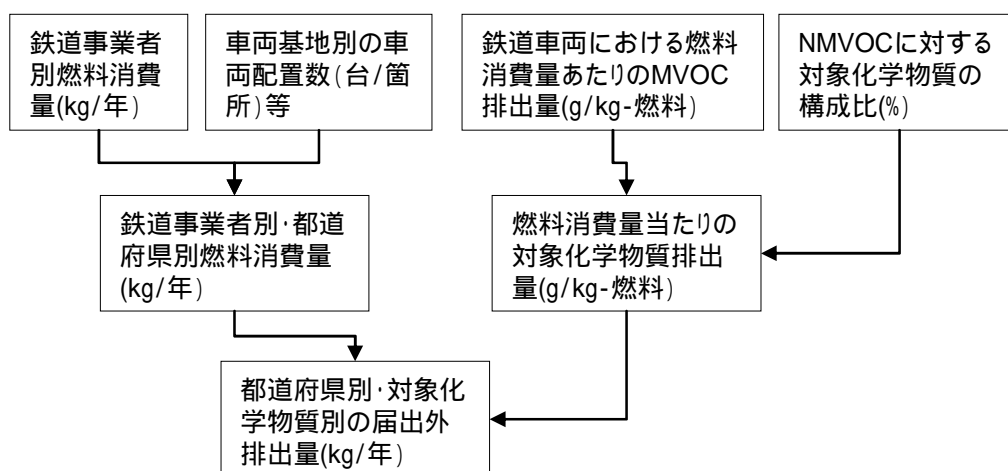 鉄道事業者
別燃料消費
量(kg/年)
車両基地別の車
両配置数(台/箇
所)等
鉄道車両における燃料
消費量あたりのMVOC
排出量(g/kg-燃料)
NMVOCに対する
対象化学物質の
構成比(%)
鉄道事業者別・都道
府県別燃料消費量
(kg/年)
燃料消費量当たりの
対象化学物質排出
量(g/kg-燃料)
都道府県別・対象化
学物質別の届出外
排出量(kg/年)